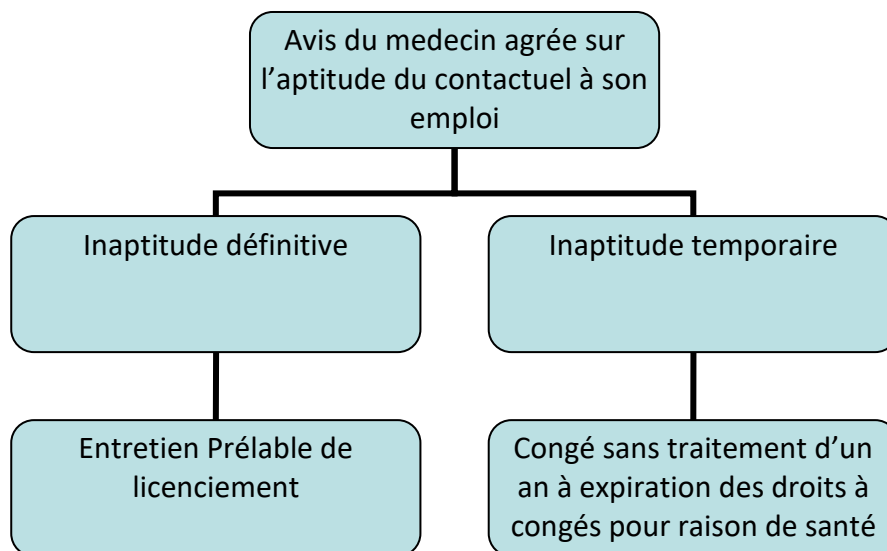 Avis du medecin agrée sur
l'aptitude du contactuel à son
emploi
Inaptitude définitive
Inaptitude temporaire
Entretien Prélable de
licenciement
Congé sans traitement d'un
an à expiration des droits à
congés pour raison de santé